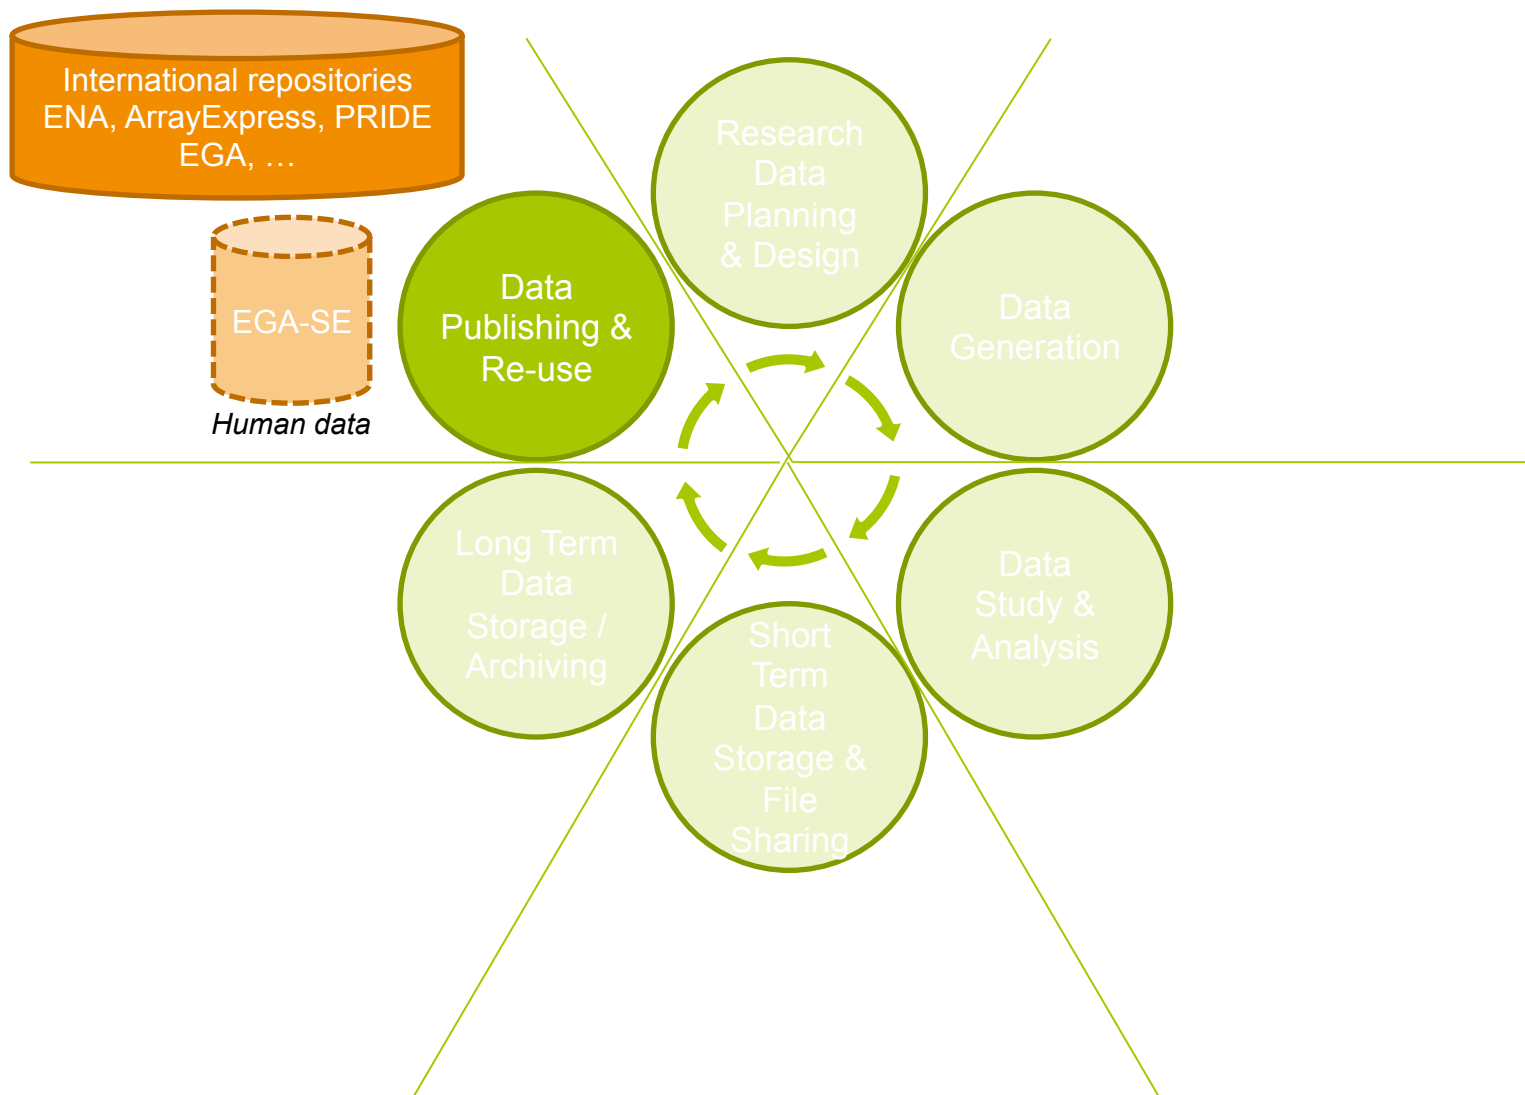 International repositories
ENA, ArrayExpress, PRIDE
EGA, …
EGA-SE
Human data
Data
Publishing &
Re-use
Research
Data
Planning
& Design
Data
Generation
Data
Study &
Analysis
Short
Term
Data
Storage &
File
Sharing
Long Term
Data
Storage /
Archiving